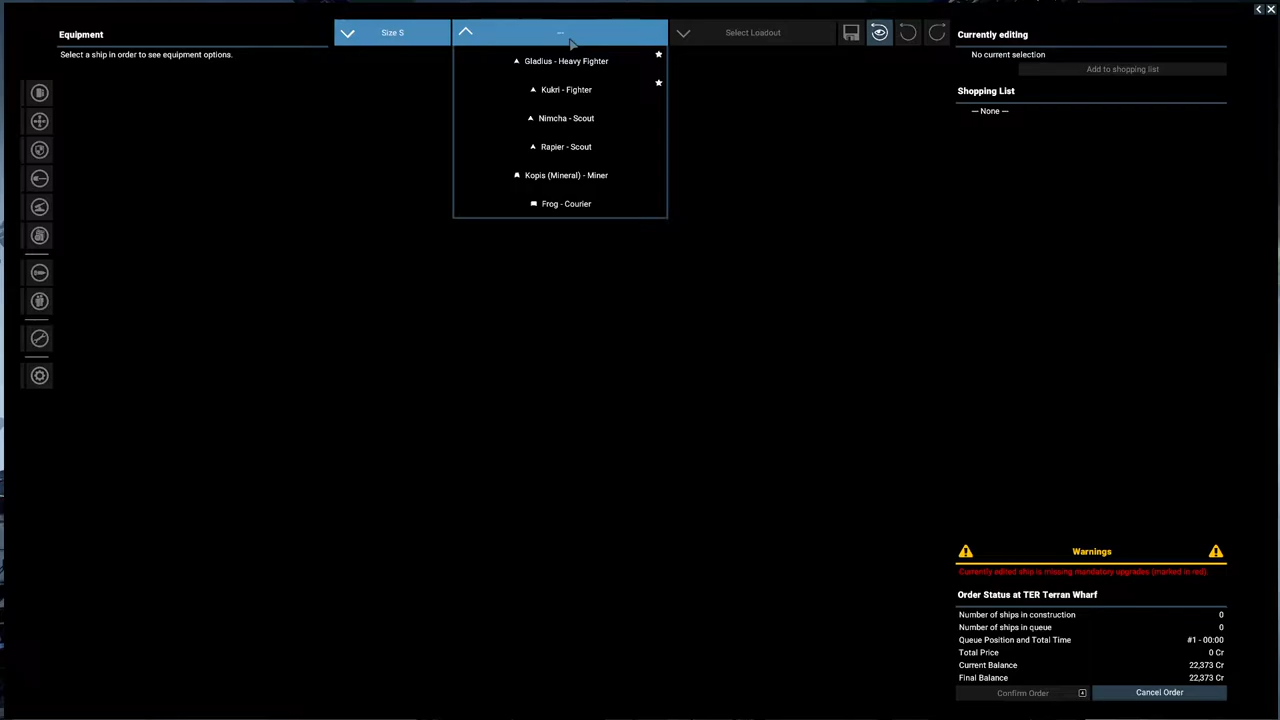 Equipment
Select a ship in order to see equipment options.
Size S
---
Select Loadout
Gladius - Heavy Fighter
Kukri - Fighter
Nimcha - Scout
Rapier - Scout
Kopis (Mineral) - Miner
Frog - Courier
Currently editing
No current selection
Add to shopping list
Shopping List
--- None ---
Warnings
Currently edited ship is missing mandatory upgrades (marked in red).
Order Status at TER Terran Wharf
Number of ships in construction 0
Number of ships in queue 0
Queue Position and Total Time #1 - 00:00
Total Price 0 Cr
Current Balance 22,373 Cr
Final Balance 22,373 Cr
Confirm Order
Cancel Order